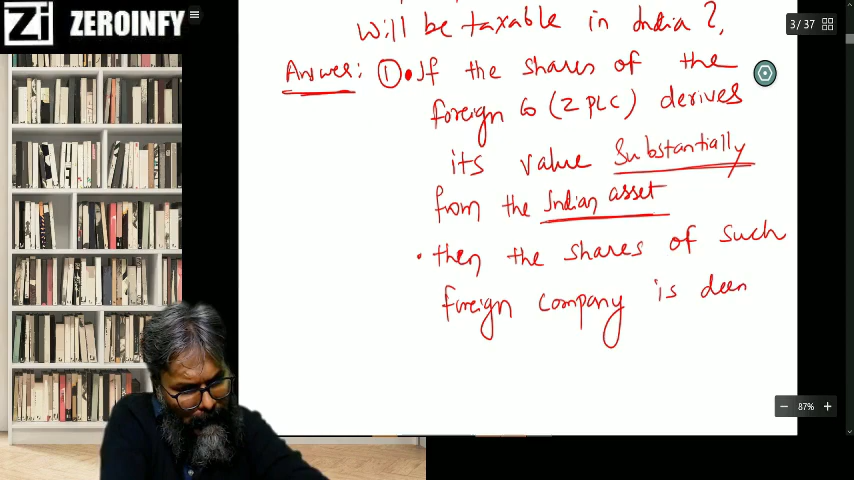 Zi ZEROINFY
3/37
will be taxable in India ?,
Answer: ① • If the shares of the
foreign Co (Z PLC) derives
its value substantially
from the Indian asset
• then the shares of such
foreign company is deem
87%